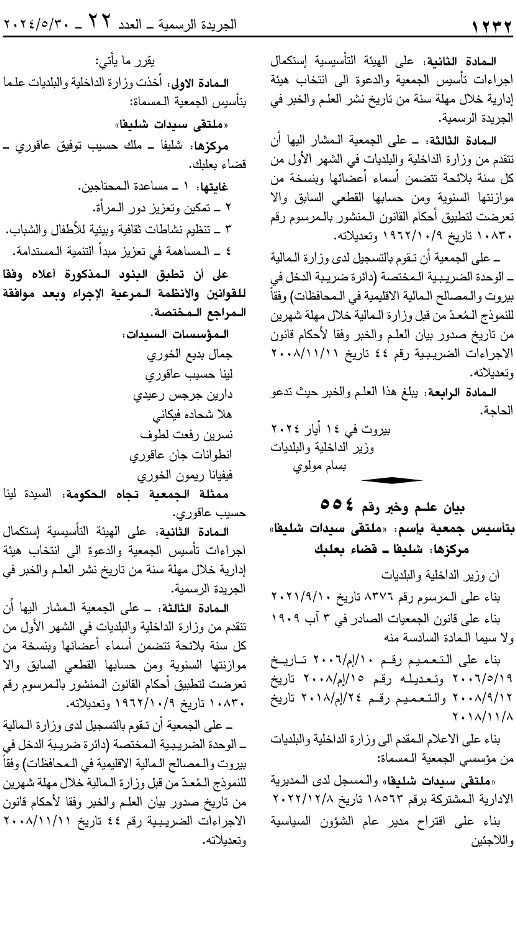 ١٢٣٢
الجريدة الرسمية ـ العدد ٢٢ ـ ٢٠٢٤/٥/٣٠
المادة الثانية: على الهيئة التأسيسية إستكمال
اجراءات تأسيس الجمعية والدعوة الى انتخاب هيئة
إدارية خلال مهلة سنة من تاريخ نشر العلم والخبر في
الجريدة الرسمية.
المادة الثالثة: ـ على الجمعية المشار اليها أن
تتقدم من وزارة الداخلية والبلديات في الشهر الأول من
كل سنة بلائحة تتضمن أسماء أعضائها وبنسخة من
موازنتها السنوية ومن حسابها القطعي السابق والا
تعرضت لتطبيق أحكام القانون المنشور بالمرسوم رقم
١٠٨٣٠ تاريخ ١٩٦٢/١٠/٩ وتعديلاته.
ـ على الجمعية أن تقوم بالتسجيل لدى وزارة المالية
ـ الوحدة الضريبية المختصة (دائرة ضريبة الدخل في
بيروت والمصالح المالية الاقليمية في المحافظات) وفقاً
للنموذج المُعدّ من قبل وزارة المالية خلال مهلة شهرين
من تاريخ صدور بيان العلم والخبر وفقا لأحكام قانون
الاجراءات الضريبية رقم ٤٤ تاريخ ٢٠٠٨/١١/١١
وتعديلاته.
المادة الرابعة: يبلغ هذا العلم والخبر حيث تدعو
الحاجة.
بيروت في ١٤ أيار ٢٠٢٤
وزير الداخلية والبلديات
بسام مولوي
بيان علم وخبر رقم ٥٥٤
بتأسيس جمعية بإسم: «ملتقى سيدات شليفا»
مركزها: شليفا ـ قضاء بعلبك
ان وزير الداخلية والبلديات
بناء على المرسوم رقم ٨٣٧٦ تاريخ ٢٠٢١/٩/١٠
بناء على قانون الجمعيات الصادر في ٣ آب ١٩٠٩
ولا سيما المادة السادسة منه
بناء على التعميم رقم ١٠/إم/٢٠٠٦ تاريخ
٢٠٠٦/٥/١٩ وتعديله رقم ١٥/إم/٢٠٠٨ تاريخ
٢٠٠٨/٩/١٢ والتعميم رقم ٢٤/إم/٢٠١٨ تاريخ
٢٠١٨/١١/٨
بناء على الاعلام المقدم الى وزارة الداخلية والبلديات
من مؤسسي الجمعية المسماة:
«ملتقى سيدات شليفا» والمسجل لدى المديرية
الادارية المشتركة برقم ١٨٥٦٣ تاريخ ٢٠٢٢/١٢/٨
بناء على اقتراح مدير عام الشؤون السياسية
واللاجئين
يقرر ما يأتي:
المادة الاولى: أخذت وزارة الداخلية والبلديات علما
بتأسيس الجمعية المسماة:
«ملتقى سيدات شليفا»
مركزها: شليفا ـ ملك حسيب توفيق عاقوري ـ
قضاء بعلبك.
غايتها: ١ ـ مساعدة المحتاجين.
٢ ـ تمكين وتعزيز دور المرأة.
٣ ـ تنظيم نشاطات ثقافية وبيئية للأطفال والشباب.
٤ ـ المساهمة في تعزيز مبدأ التنمية المستدامة.
على أن تطبق البنود المذكورة أعلاه وفقا
للقوانين والأنظمة المرعية الإجراء وبعد موافقة
المراجع المختصة.
المؤسسات السيدات:
جمال بديع الخوري
لينا حسيب عاقوري
دارين جرجس رعيدي
هلا شحاده فيكاني
نسرين رفعت لطوف
انطوانات جان عاقوري
فيفيانا ريمون الخوري
ممثلة الجمعية تجاه الحكومة: السيدة لينا
حسيب عاقوري.
المادة الثانية: على الهيئة التأسيسية إستكمال
اجراءات تأسيس الجمعية والدعوة الى انتخاب هيئة
إدارية خلال مهلة سنة من تاريخ نشر العلم والخبر في
الجريدة الرسمية.
المادة الثالثة: ـ على الجمعية المشار اليها أن
تتقدم من وزارة الداخلية والبلديات في الشهر الأول من
كل سنة بلائحة تتضمن أسماء أعضائها وبنسخة من
موازنتها السنوية ومن حسابها القطعي السابق والا
تعرضت لتطبيق أحكام القانون المنشور بالمرسوم رقم
١٠٨٣٠ تاريخ ١٩٦٢/١٠/٩ وتعديلاته.
ـ على الجمعية أن تقوم بالتسجيل لدى وزارة المالية
ـ الوحدة الضريبية المختصة (دائرة ضريبة الدخل في
بيروت والمصالح المالية الاقليمية في المحافظات) وفقاً
للنموذج المُعدّ من قبل وزارة المالية خلال مهلة شهرين
من تاريخ صدور بيان العلم والخبر وفقا لأحكام قانون
الاجراءات الضريبية رقم ٤٤ تاريخ ٢٠٠٨/١١/١١
وتعديلاته.